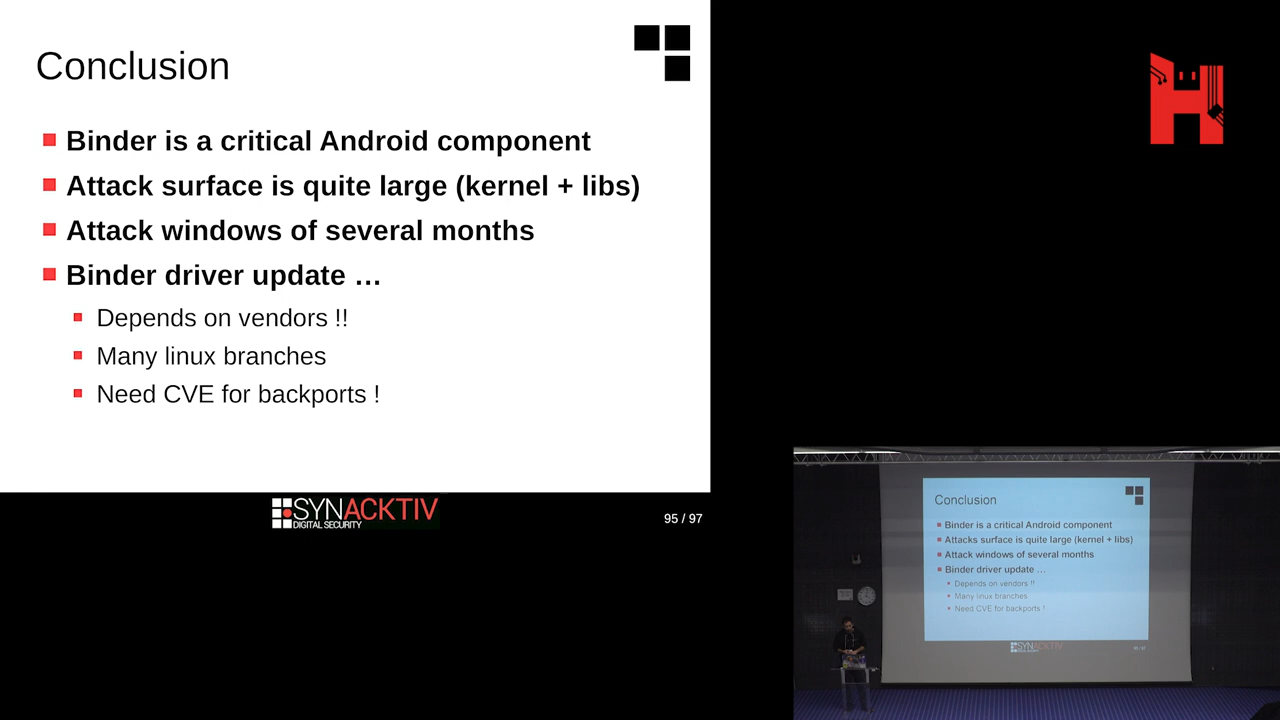 Conclusion
Binder is a critical Android component
Attack surface is quite large (kernel + libs)
Attack windows of several months
Binder driver update …
Depends on vendors !!
Many linux branches
Need CVE for backports !
SYNACKTIV
DIGITAL SECURITY
95 / 97
H
Conclusion
Binder is a critical Android component
Attacks surface is quite large (kernel + libs)
Attack windows of several months
Binder driver update …
Depends on vendors !!
Many linux branches
Need CVE for backports !
SYNACKTIV